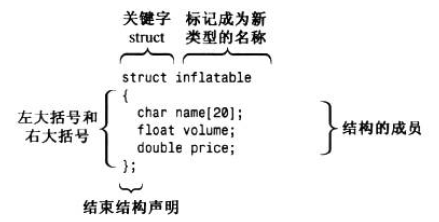 关键字 标记成为新
struct 类型的名称
struct inflatable
{
char name[20];
float volume;
double price;
};
左大括号和
右大括号
结构的成员
结束结构声明